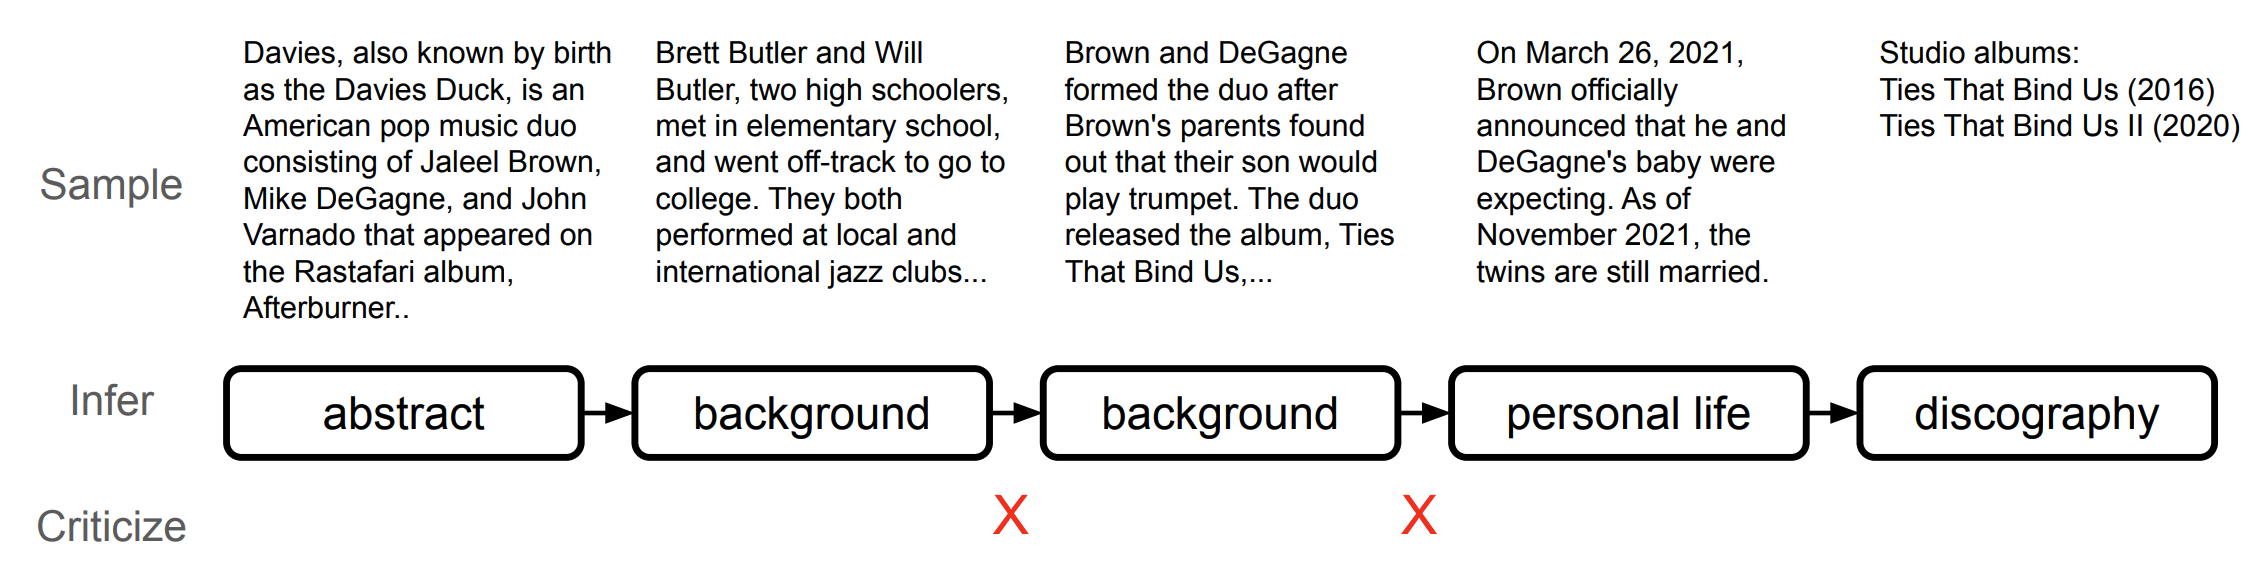 Sample
Davies, also known by birth
as the Davies Duck, is an
American pop music duo
consisting of Jaleel Brown,
Mike DeGagne, and John
Varnado that appeared on
the Rastafari album,
Afterburner..
Brett Butler and Will
Butler, two high schoolers,
met in elementary school,
and went off-track to go to
college. They both
performed at local and
international jazz clubs...
Brown and DeGagne
formed the duo after
Brown's parents found
out that their son would
play trumpet. The duo
released the album, Ties
That Bind Us,...
On March 26, 2021,
Brown officially
announced that he and
DeGagne's baby were
expecting. As of
November 2021, the
twins are still married.
Studio albums:
Ties That Bind Us (2016)
Ties That Bind Us II (2020)
Infer
abstract
background
background
personal life
discography
Criticize
X
X